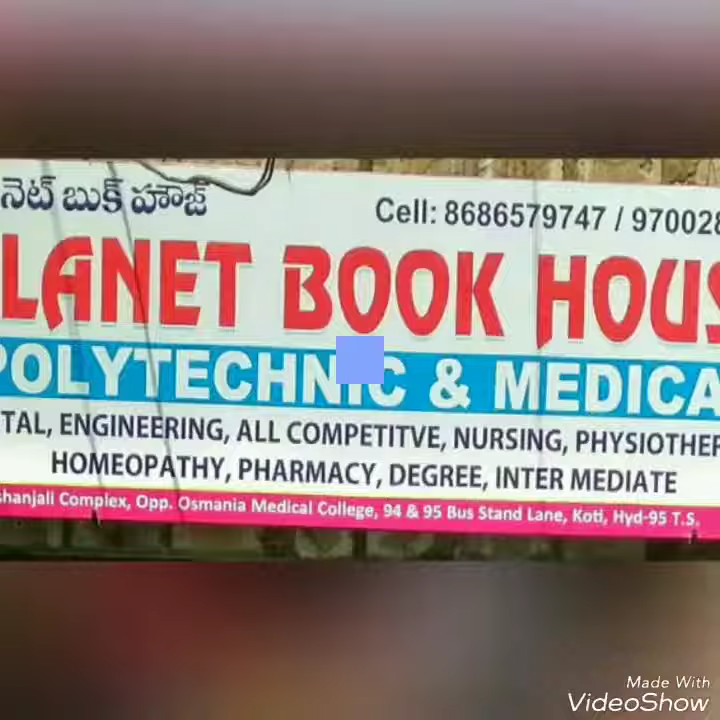 నెట్ బుక్ హౌజ్
Cell: 8686579747 / 970028
LANET BOOK HOUS
POLYTECHNIC & MEDICA
TAL, ENGINEERING, ALL COMPETITVE, NURSING, PHYSIOTHER
HOMEOPATHY, PHARMACY, DEGREE, INTER MEDIATE
shanjali Complex, Opp. Osmania Medical College, 94 & 95 Bus Stand Lane, Koti, Hyd-95 T.S.
Made With
VideoShow